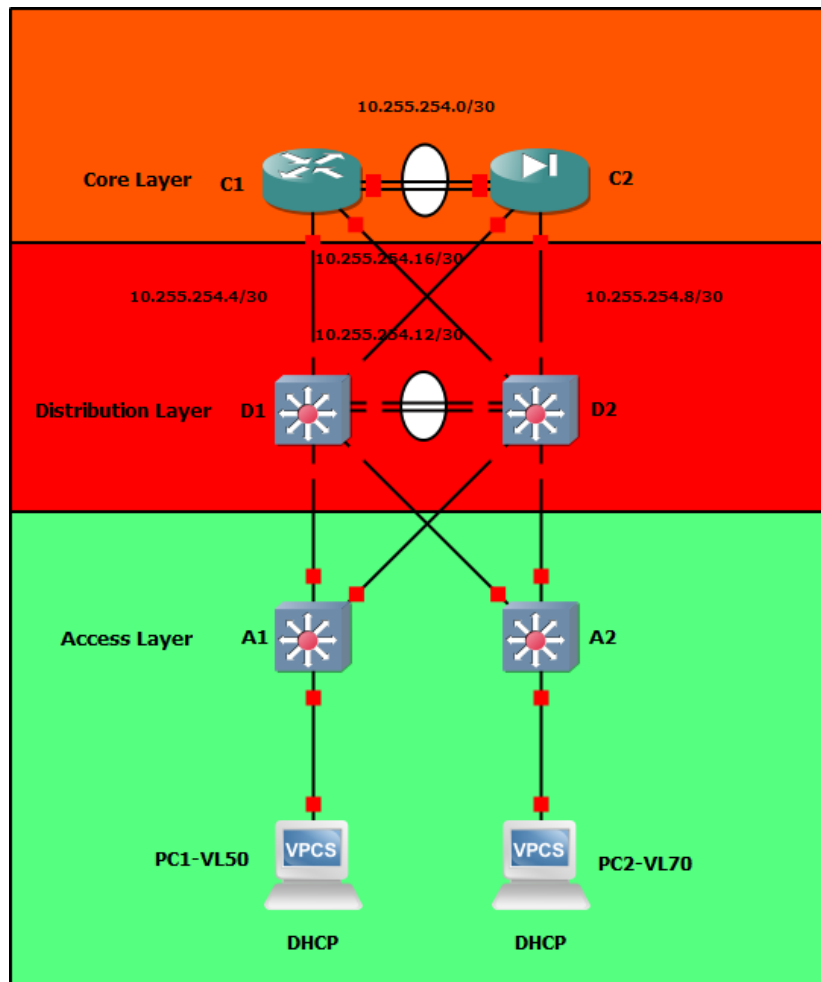 10.255.254.0/30
Core Layer
C1
C2
10.255.254.16/30
10.255.254.4/30
10.255.254.8/30
10.255.254.12/30
Distribution Layer
D1
D2
Access Layer
A1
A2
PC1-VL50
VPCS
VPCS
PC2-VL70
DHCP
DHCP